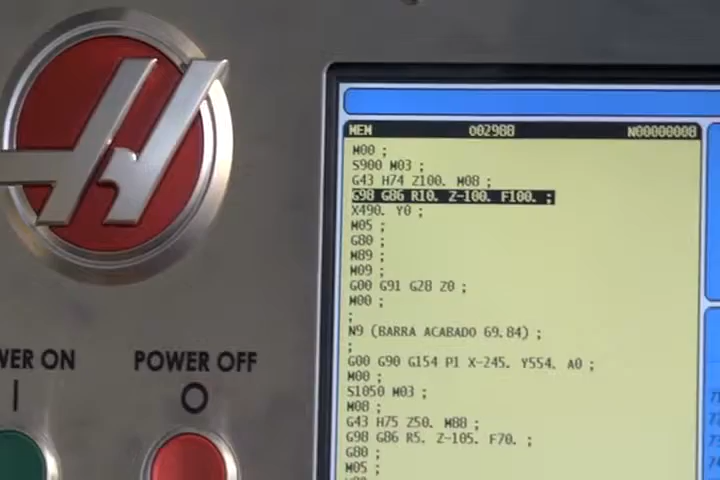 MEM O02988 N00000008
M00 ;
S900 M03 ;
G43 H74 Z100. M08 ;
G98 G86 R10. Z-100. F100. ;
X490. Y0 ;
M05 ;
G80 ;
M89 ;
M09 ;
G00 G91 G28 Z0 ;
M00 ;
;
N9 (BARRA ACABADO 69.84) ;
;
G00 G90 G154 P1 X-245. Y554. A0 ;
M00 ;
S1050 M03 ;
M08 ;
G43 H75 Z50. M88 ;
G98 G86 R5. Z-105. F70. ;
G80 ;
M05 ;
WER ON
POWER OFF